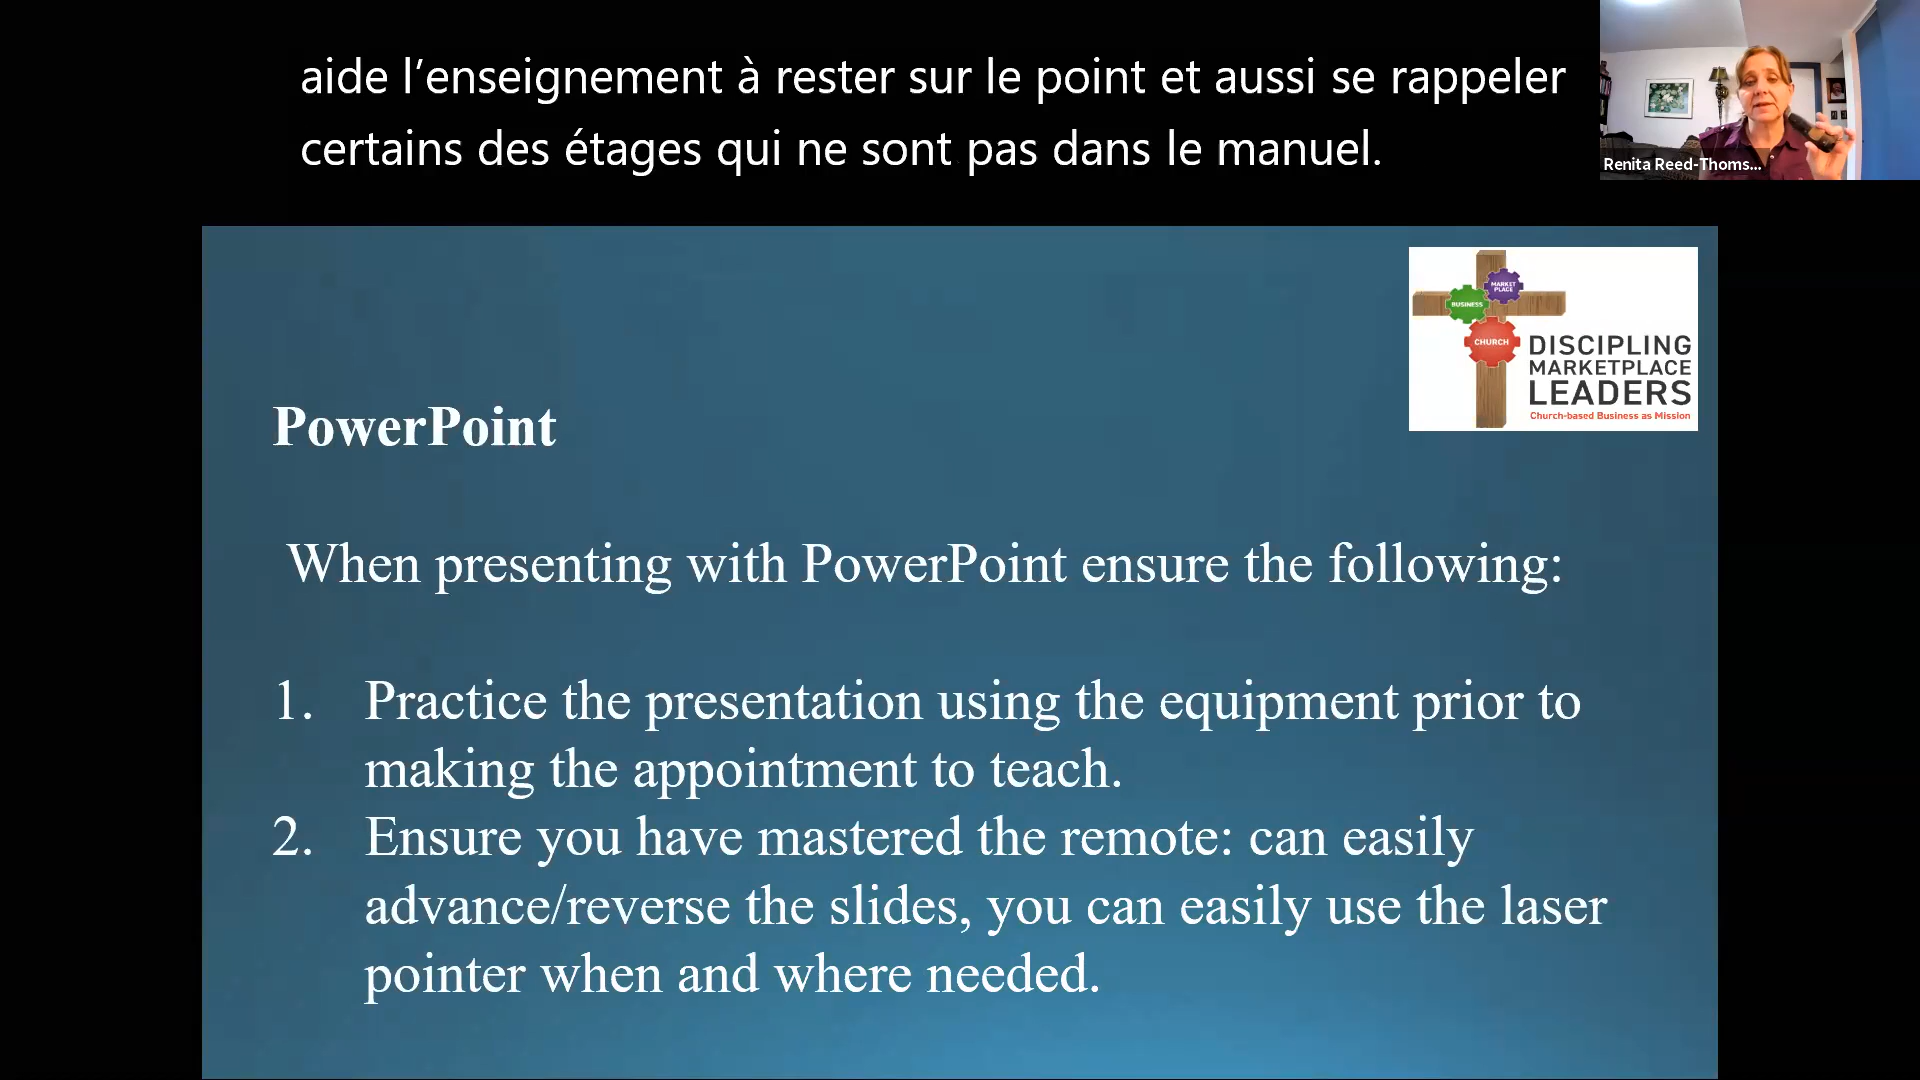 aide l’enseignement à rester sur le point et aussi se rappeler
certains des étages qui ne sont pas dans le manuel.
Renita Reed-Thoms...
MARKET
PLACE
BUSINESS
CHURCH
DISCIPLING
MARKETPLACE
LEADERS
Church-based Business as Mission
PowerPoint
When presenting with PowerPoint ensure the following:
1. Practice the presentation using the equipment prior to
making the appointment to teach.
2. Ensure you have mastered the remote: can easily
advance/reverse the slides, you can easily use the laser
pointer when and where needed.